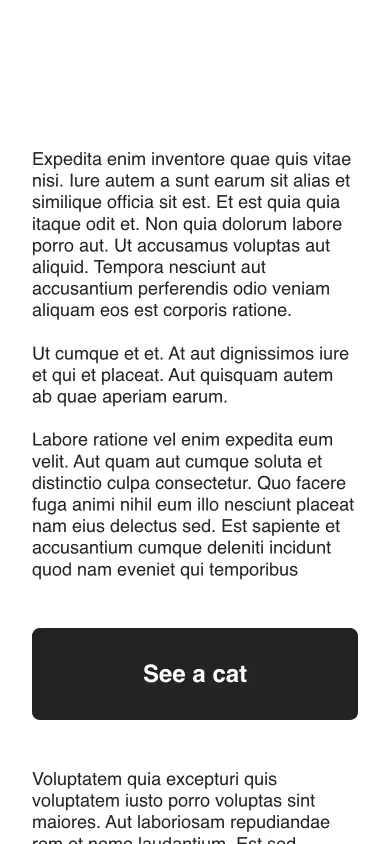 Expedita enim inventore quae quis vitae
nisi. Iure autem a sunt earum sit alias et
similique officia sit est. Et est quia quia
itaque odit et. Non quia dolorum labore
porro aut. Ut accusamus voluptas aut
aliquid. Tempora nesciunt aut
accusantium perferendis odio veniam
aliquam eos est corporis ratione.
Ut cumque et et. At aut dignissimos iure
et qui et placeat. Aut quisquam autem
ab quae aperiam earum.
Labore ratione vel enim expedita eum
velit. Aut quam aut cumque soluta et
distinctio culpa consectetur. Quo facere
fuga animi nihil eum illo nesciunt placeat
nam eius delectus sed. Est sapiente et
accusantium cumque deleniti incidunt
quod nam eveniet qui temporibus
See a cat
Voluptatem quia excepturi quis
voluptatem iusto porro voluptas sint
maiores. Aut laboriosam repudiandae
rem et nemo laudantium. Est sed